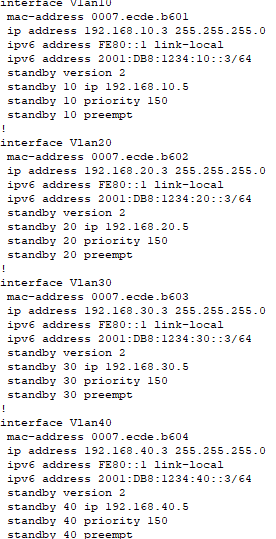 interface Vlan10
mac-address 0007.ecde.b601
ip address 192.168.10.3 255.255.255.0
ipv6 address FE80::1 link-local
ipv6 address 2001:DB8:1234:10::3/64
standby version 2
standby 10 ip 192.168.10.5
standby 10 priority 150
standby 10 preempt
!
interface Vlan20
mac-address 0007.ecde.b602
ip address 192.168.20.3 255.255.255.0
ipv6 address FE80::1 link-local
ipv6 address 2001:DB8:1234:20::3/64
standby version 2
standby 20 ip 192.168.20.5
standby 20 priority 150
standby 20 preempt
!
interface Vlan30
mac-address 0007.ecde.b603
ip address 192.168.30.3 255.255.255.0
ipv6 address FE80::1 link-local
ipv6 address 2001:DB8:1234:30::3/64
standby version 2
standby 30 ip 192.168.30.5
standby 30 priority 150
standby 30 preempt
!
interface Vlan40
mac-address 0007.ecde.b604
ip address 192.168.40.3 255.255.255.0
ipv6 address FE80::1 link-local
ipv6 address 2001:DB8:1234:40::3/64
standby version 2
standby 40 ip 192.168.40.5
standby 40 priority 150
standby 40 preempt